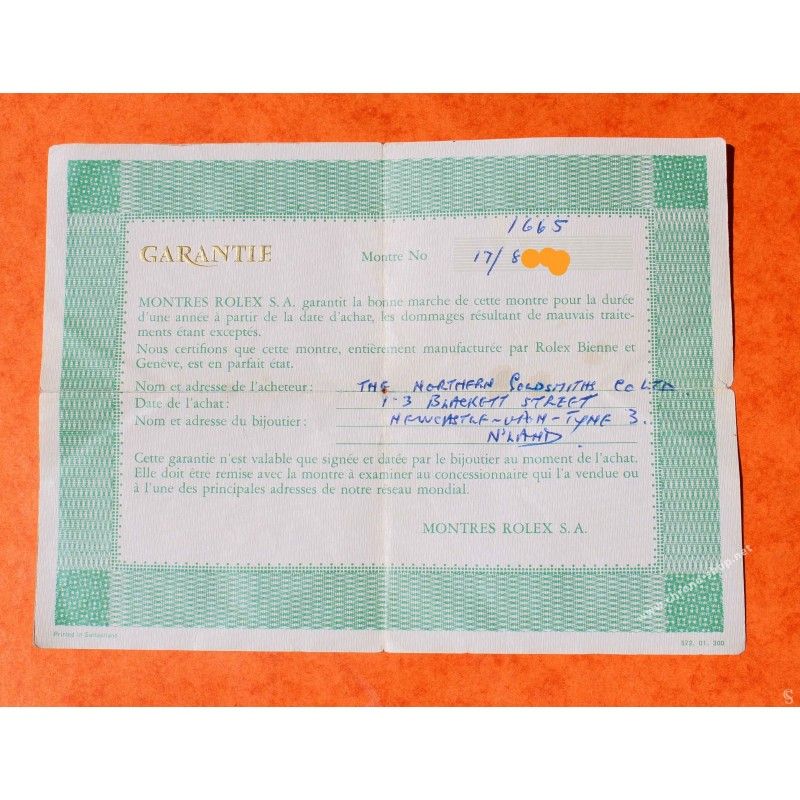 1665
GARANTIE Montre No 17/8
MONTRES ROLEX S.A. garantit la bonne marche de cette montre pour la durée
d'une année à partir de la date d'achat, les dommages résultant de mauvais traite-
ments étant exceptés.
Nous certifions que cette montre, entièrement manufacturée par Rolex Bienne et
Genève, est en parfait état.
Nom et adresse de l'acheteur: THE NORTHERN GOLDSMITHS CO LTD
Date de l'achat: 1-3 BLACKETT STREET
Nom et adresse du bijoutier: NEWCASTLE-UPON-TYNE 3.
N'LAND
Cette garantie n'est valable que signée et datée par le bijoutier au moment de l'achat.
Elle doit être remise avec la montre à examiner au concessionnaire qui l'a vendue ou
à l'une des principales adresses de notre réseau mondial.
MONTRES ROLEX S.A.
Printed in Switzerland
572. 01. 300